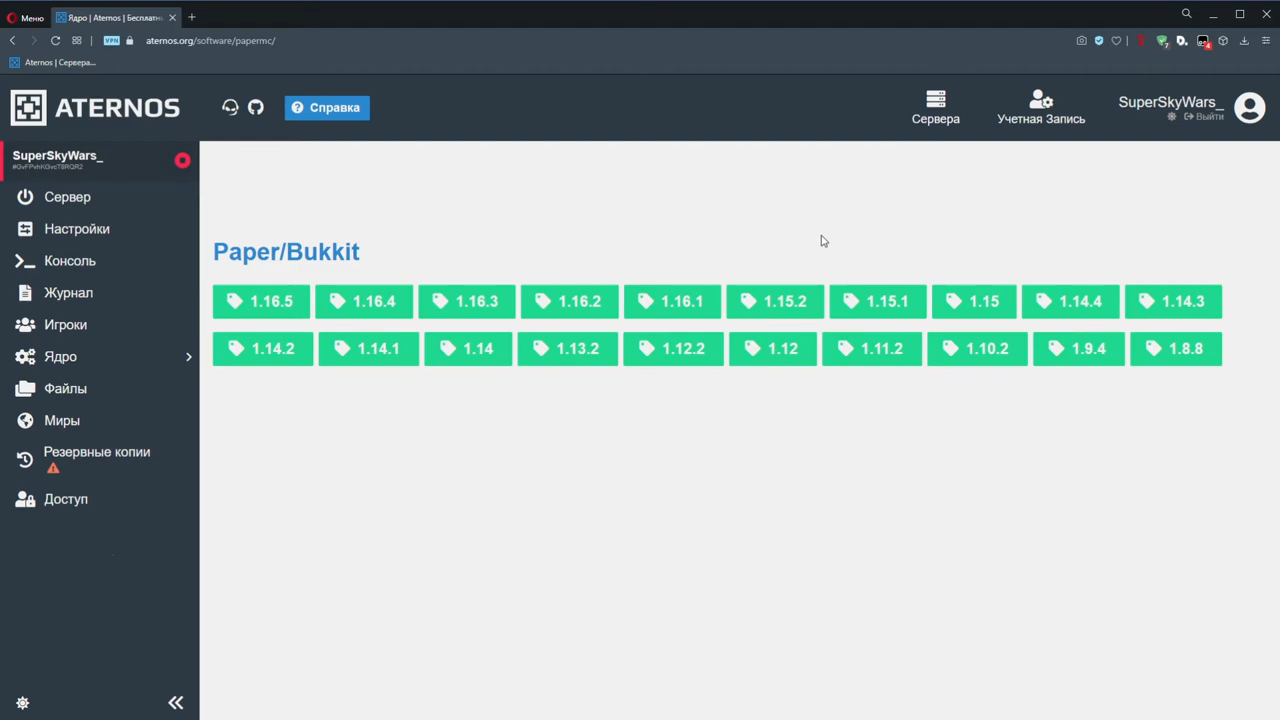 Меню
Ядро | Aternos | Бесплатн
VPN
aternos.org/software/papermc/
7
4
Aternos | Сервера...
ATERNOS
Справка
Сервера
Учетная Запись
SuperSkyWars_
Выйти
SuperSkyWars_
Сервер
Настройки
Консоль
Журнал
Игроки
Ядро
Файлы
Миры
Резервные копии
Доступ
Paper/Bukkit
1.16.5 1.16.4 1.16.3 1.16.2 1.16.1 1.15.2 1.15.1 1.15 1.14.4 1.14.3
1.14.2 1.14.1 1.14 1.13.2 1.12.2 1.12 1.11.2 1.10.2 1.9.4 1.8.8